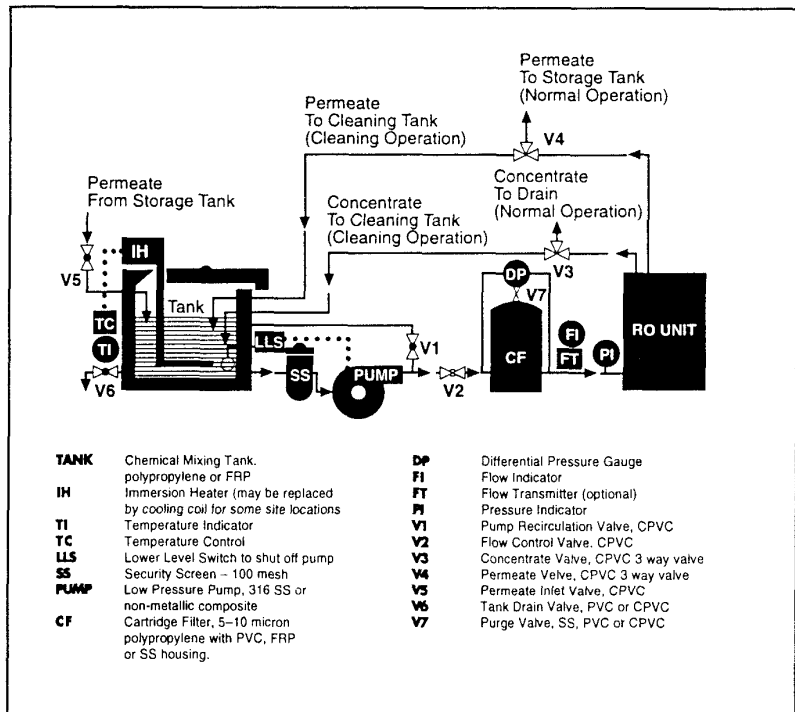 Permeate
To Storage Tank
(Normal Operation)
V4
Permeate
To Cleaning Tank
(Cleaning Operation)
Concentrate
To Drain
(Normal Operation)
V3
Permeate
From Storage Tank
Concentrate
To Cleaning Tank
(Cleaning Operation)
IH
V5
Tank
TC
TI
V6
LLS
SS
PUMP
V1
V2
DP
V7
CF
FI
FT
PI
RO UNIT
TANK Chemical Mixing Tank.
polypropylene or FRP
IH Immersion Heater (may be replaced
by cooling coil for some site locations
TI Temperature Indicator
TC Temperature Control
LLS Lower Level Switch to shut off pump
SS Security Screen – 100 mesh
PUMP Low Pressure Pump, 316 SS or
non-metallic composite
CF Cartridge Filter, 5–10 micron
polypropylene with PVC, FRP
or SS housing.
DP Differential Pressure Gauge
FI Flow Indicator
FT Flow Transmitter (optional)
PI Pressure Indicator
V1 Pump Recirculation Valve, CPVC
V2 Flow Control Valve. CPVC
V3 Concentrate Valve, CPVC 3 way valve
V4 Permeate Velve, CPVC 3 way valve
V5 Permeate Inlet Valve, CPVC
V6 Tank Drain Valve, PVC or CPVC
V7 Purge Valve, SS, PVC or CPVC